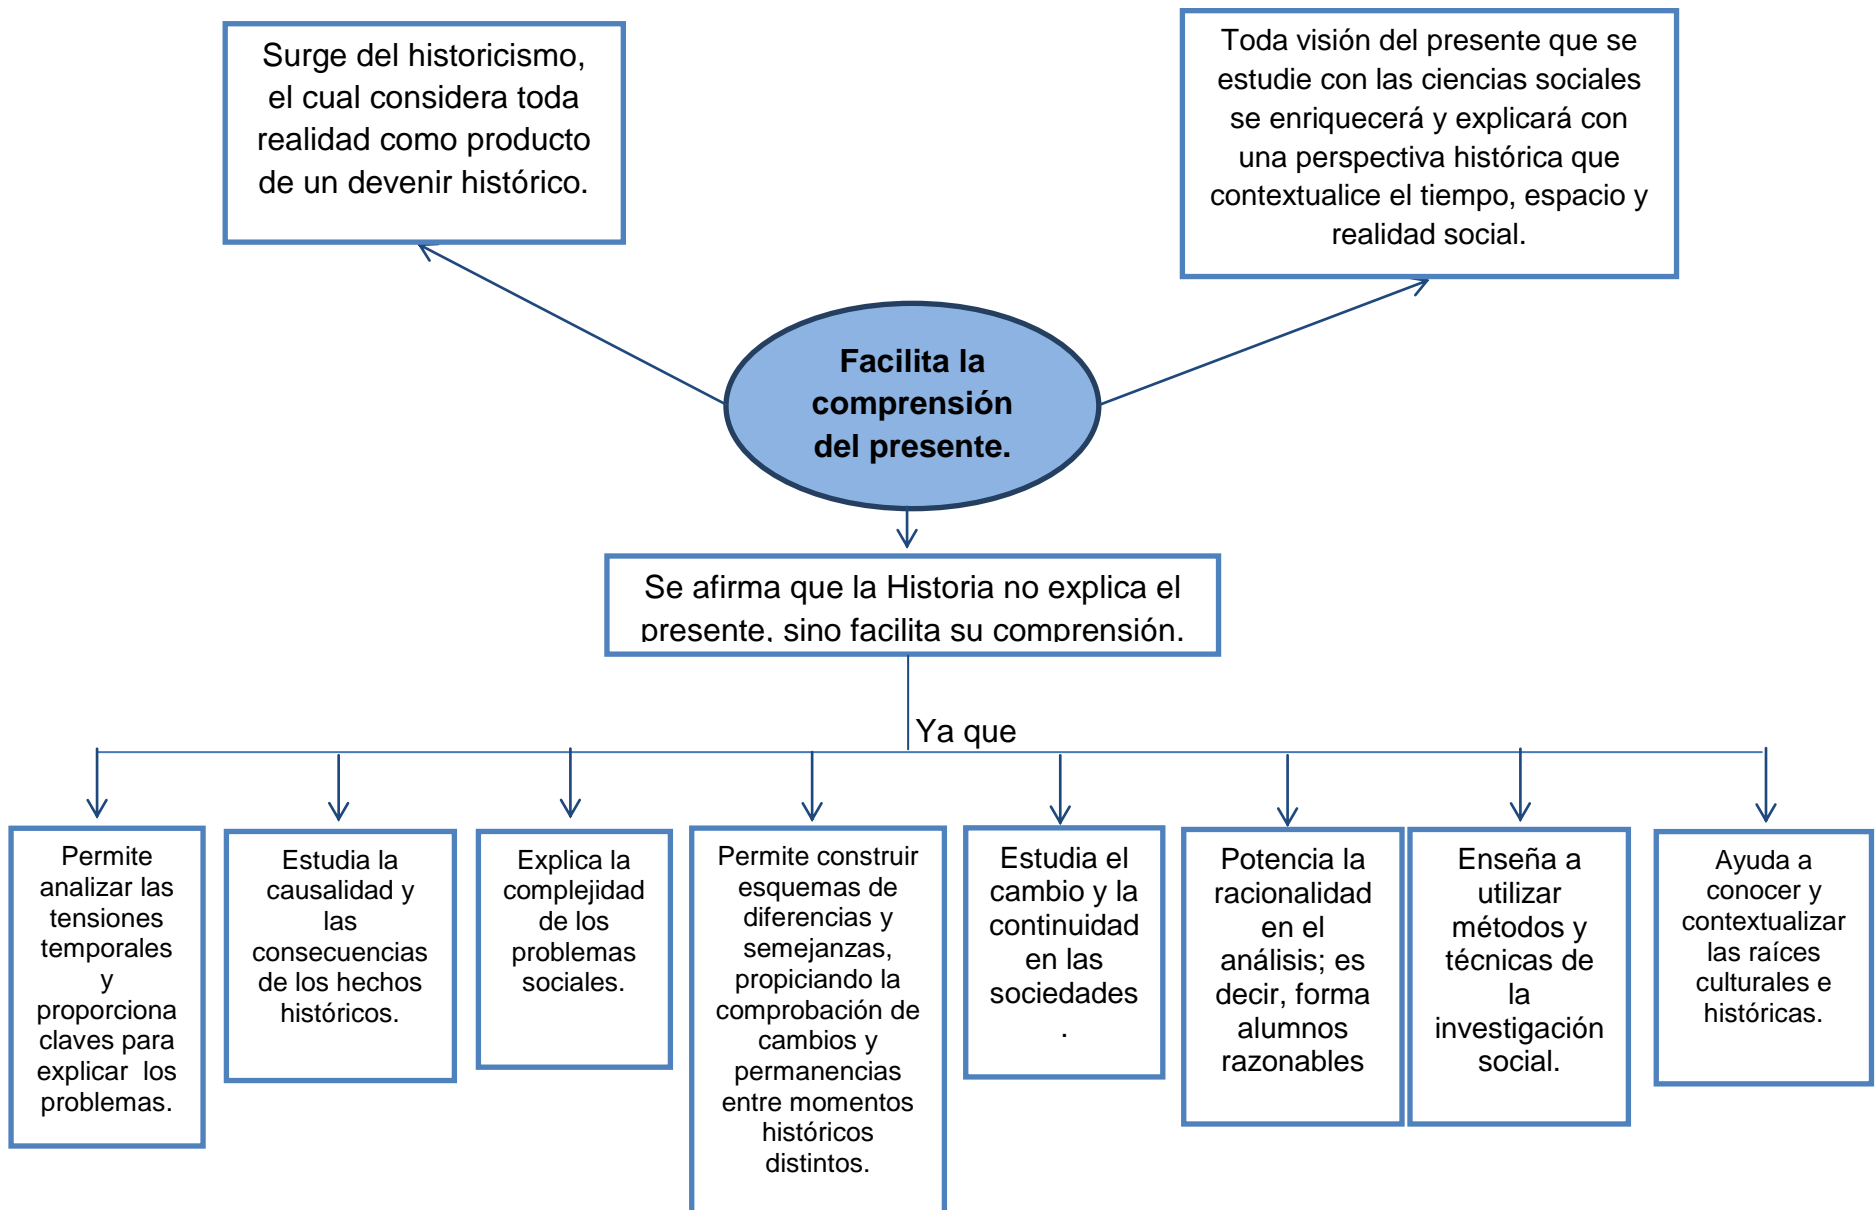 Surge del historicismo,
el cual considera toda
realidad como producto
de un devenir histórico.
Toda visión del presente que se
estudie con las ciencias sociales
se enriquecerá y explicará con
una perspectiva histórica que
contextualice el tiempo, espacio y
realidad social.
Facilita la
comprensión
del presente.
Se afirma que la Historia no explica el
presente, sino facilita su comprensión.
Ya que
Permite
analizar las
tensiones
temporales
y
proporciona
claves para
explicar los
problemas.
Estudia la
causalidad y
las
consecuencias
de los hechos
históricos.
Explica la
complejidad
de los
problemas
sociales.
Permite construir
esquemas de
diferencias y
semejanzas,
propiciando la
comprobación de
cambios y
permanencias
entre momentos
históricos
distintos.
Estudia el
cambio y la
continuidad
en las
sociedades
.
Potencia la
racionalidad
en el
análisis; es
decir, forma
alumnos
razonables
Enseña a
utilizar
métodos y
técnicas de
la
investigación
social.
Ayuda a
conocer y
contextualizar
las raíces
culturales e
históricas.